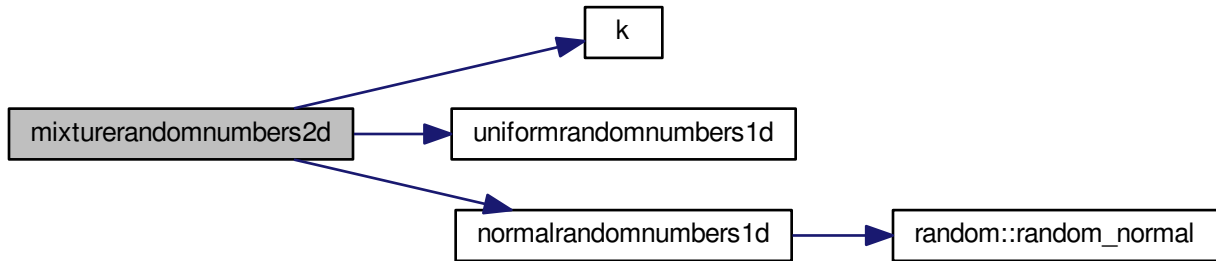 k
mixturerandomnumbers2d
uniformrandomnumbers1d
normalrandomnumbers1d
random::random_normal